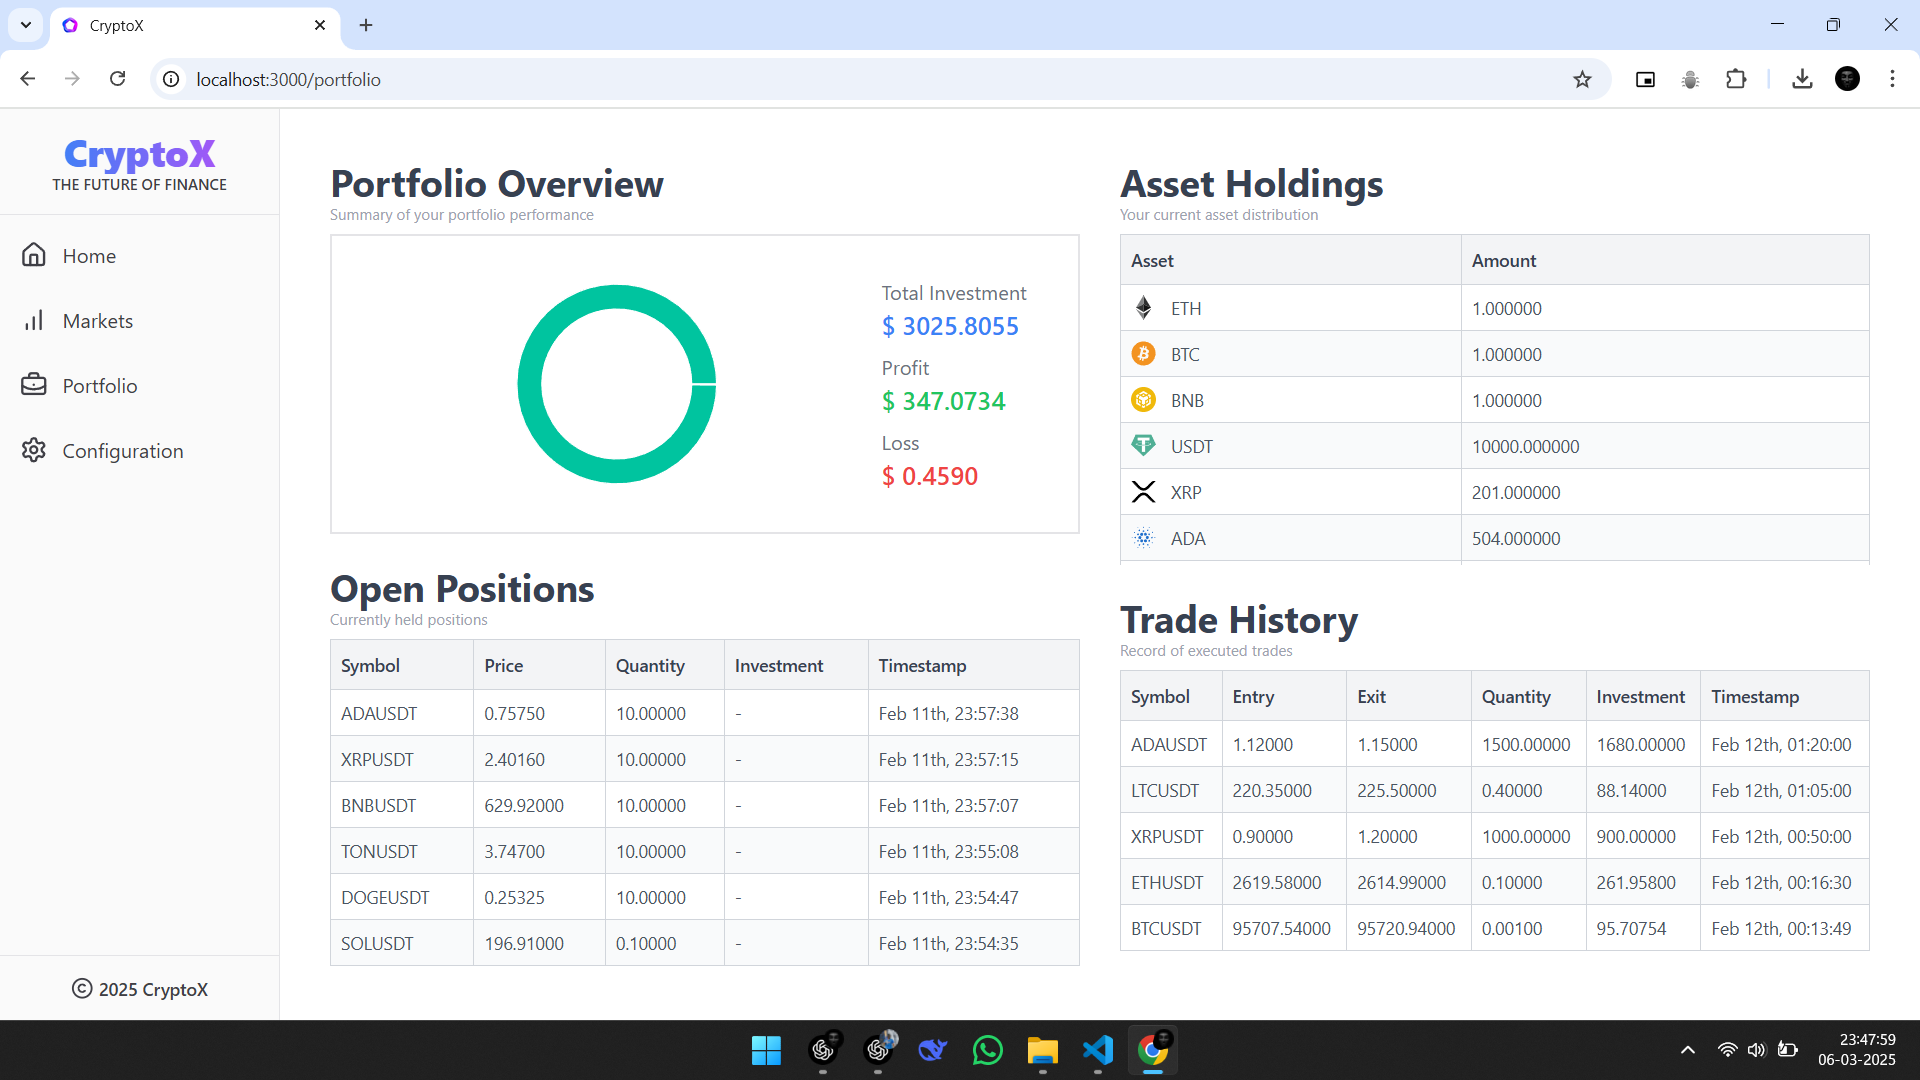 CryptoX
localhost:3000/portfolio
CryptoX
THE FUTURE OF FINANCE
Home
Markets
Portfolio
Configuration
© 2025 CryptoX
Portfolio Overview
Summary of your portfolio performance
Total Investment
$ 3025.8055
Profit
$ 347.0734
Loss
$ 0.4590
Open Positions
Currently held positions
Symbol Price Quantity Investment Timestamp
ADAUSDT 0.75750 10.00000 - Feb 11th, 23:57:38
XRPUSDT 2.40160 10.00000 - Feb 11th, 23:57:15
BNBUSDT 629.92000 10.00000 - Feb 11th, 23:57:07
TONUSDT 3.74700 10.00000 - Feb 11th, 23:55:08
DOGEUSDT 0.25325 10.00000 - Feb 11th, 23:54:47
SOLUSDT 196.91000 0.10000 - Feb 11th, 23:54:35
Asset Holdings
Your current asset distribution
Asset Amount
ETH 1.000000
BTC 1.000000
BNB 1.000000
USDT 10000.000000
XRP 201.000000
ADA 504.000000
Trade History
Record of executed trades
Symbol Entry Exit Quantity Investment Timestamp
ADAUSDT 1.12000 1.15000 1500.00000 1680.00000 Feb 12th, 01:20:00
LTCUSDT 220.35000 225.50000 0.40000 88.14000 Feb 12th, 01:05:00
XRPUSDT 0.90000 1.20000 1000.00000 900.00000 Feb 12th, 00:50:00
ETHUSDT 2619.58000 2614.99000 0.10000 261.95800 Feb 12th, 00:16:30
BTCUSDT 95707.54000 95720.94000 0.00100 95.70754 Feb 12th, 00:13:49
23:47:59
06-03-2025